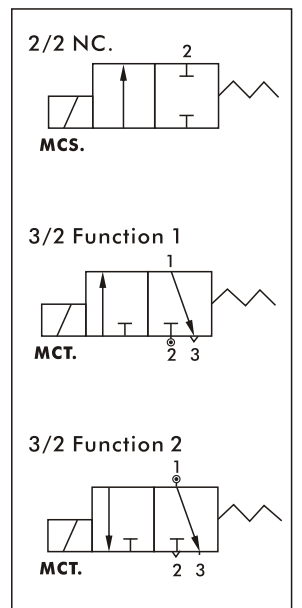 2/2 NC.
2
MCS.
3/2 Function 1
1
MCT.
2 3
3/2 Function 2
1
MCT.
2 3